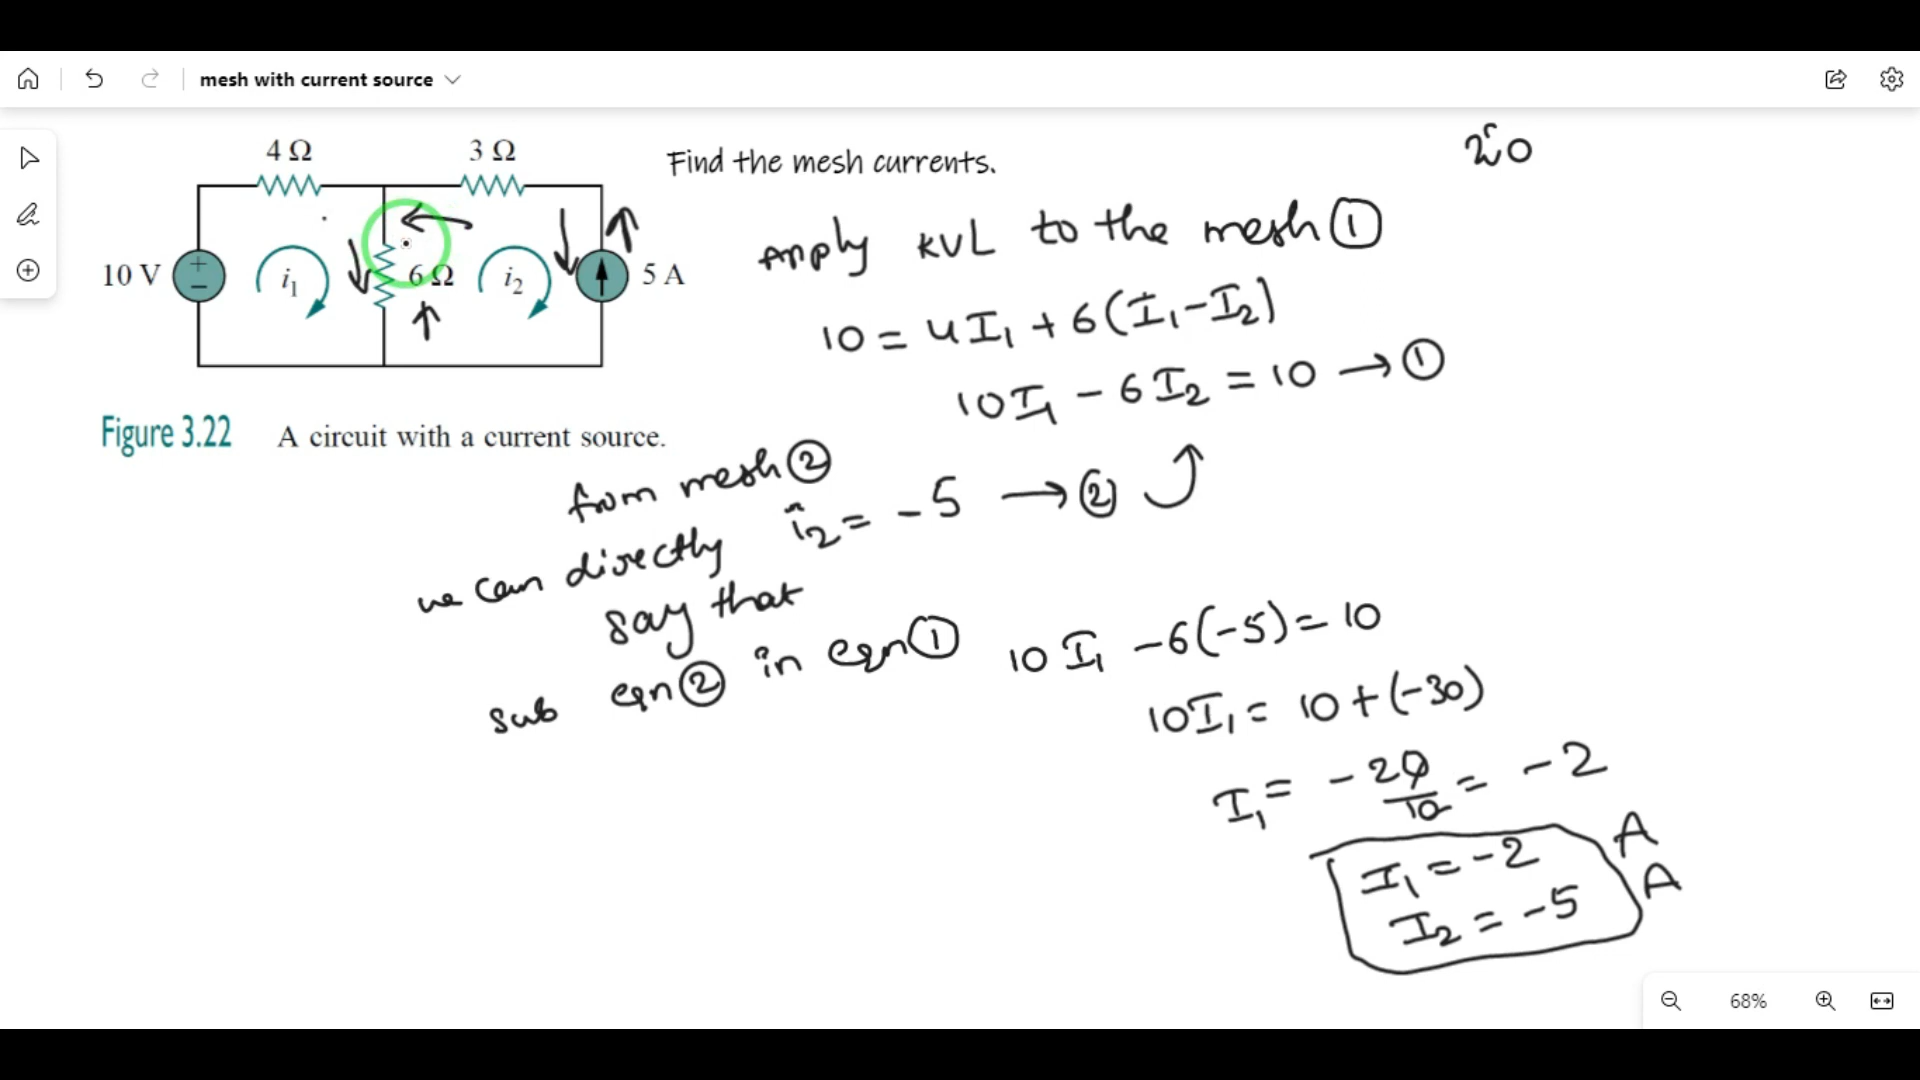 mesh with current source
4 Ω
3 Ω
Find the mesh currents.
10 V
+
−
i1
6 Ω
i2
5 A
Apply KVL to the mesh ①
10 = 4I1 + 6(I1-I2)
10I1 - 6I2 = 10 → ①
Figure 3.22 A circuit with a current source.
from mesh ②
we can directly i2 = -5 → ②
say that
sub eqn ② in eqn ① 10 I1 -6(-5) = 10
10I1 = 10 + (-30)
I1 = -20/10 = -2
I1 = -2 A
I2 = -5 A
68%